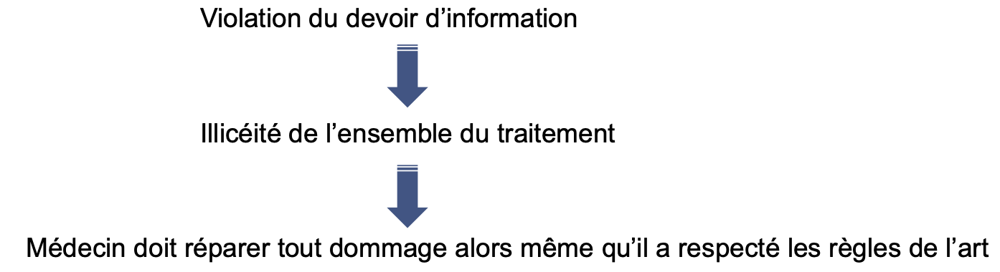 Violation du devoir d’information
Illicéité de l’ensemble du traitement
Médecin doit réparer tout dommage alors même qu’il a respecté les règles de l’art